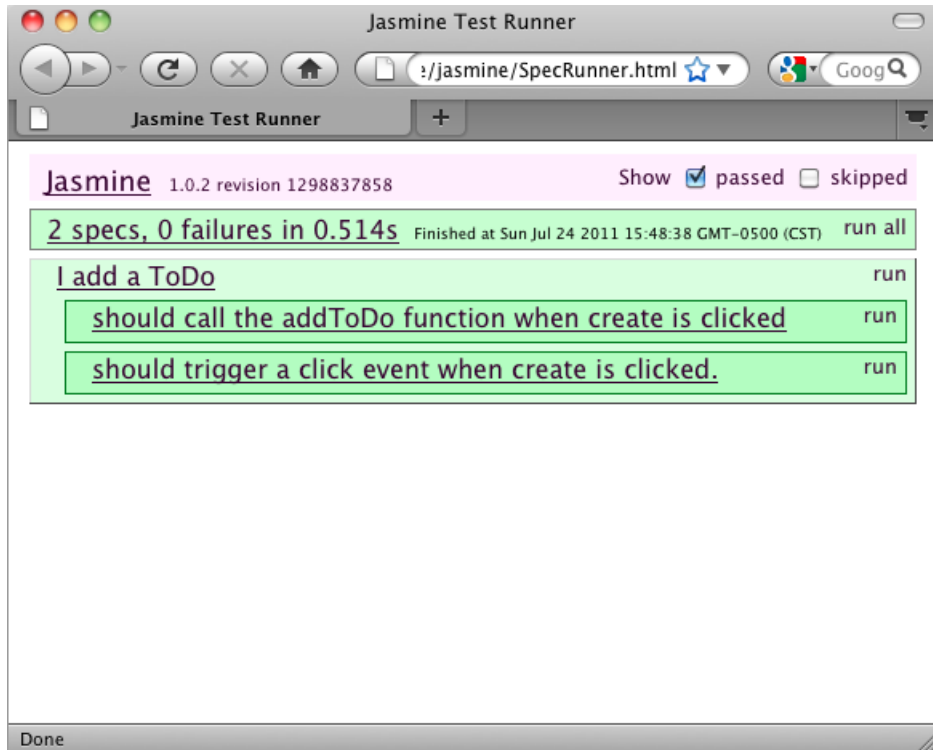 Jasmine Test Runner
:/jasmine/SpecRunner.html Goog
Jasmine Test Runner +
Jasmine 1.0.2 revision 1298837858 Show passed skipped
2 specs, 0 failures in 0.514s Finished at Sun Jul 24 2011 15:48:38 GMT-0500 (CST) run all
I add a ToDo run
should call the addToDo function when create is clicked run
should trigger a click event when create is clicked. run
Done